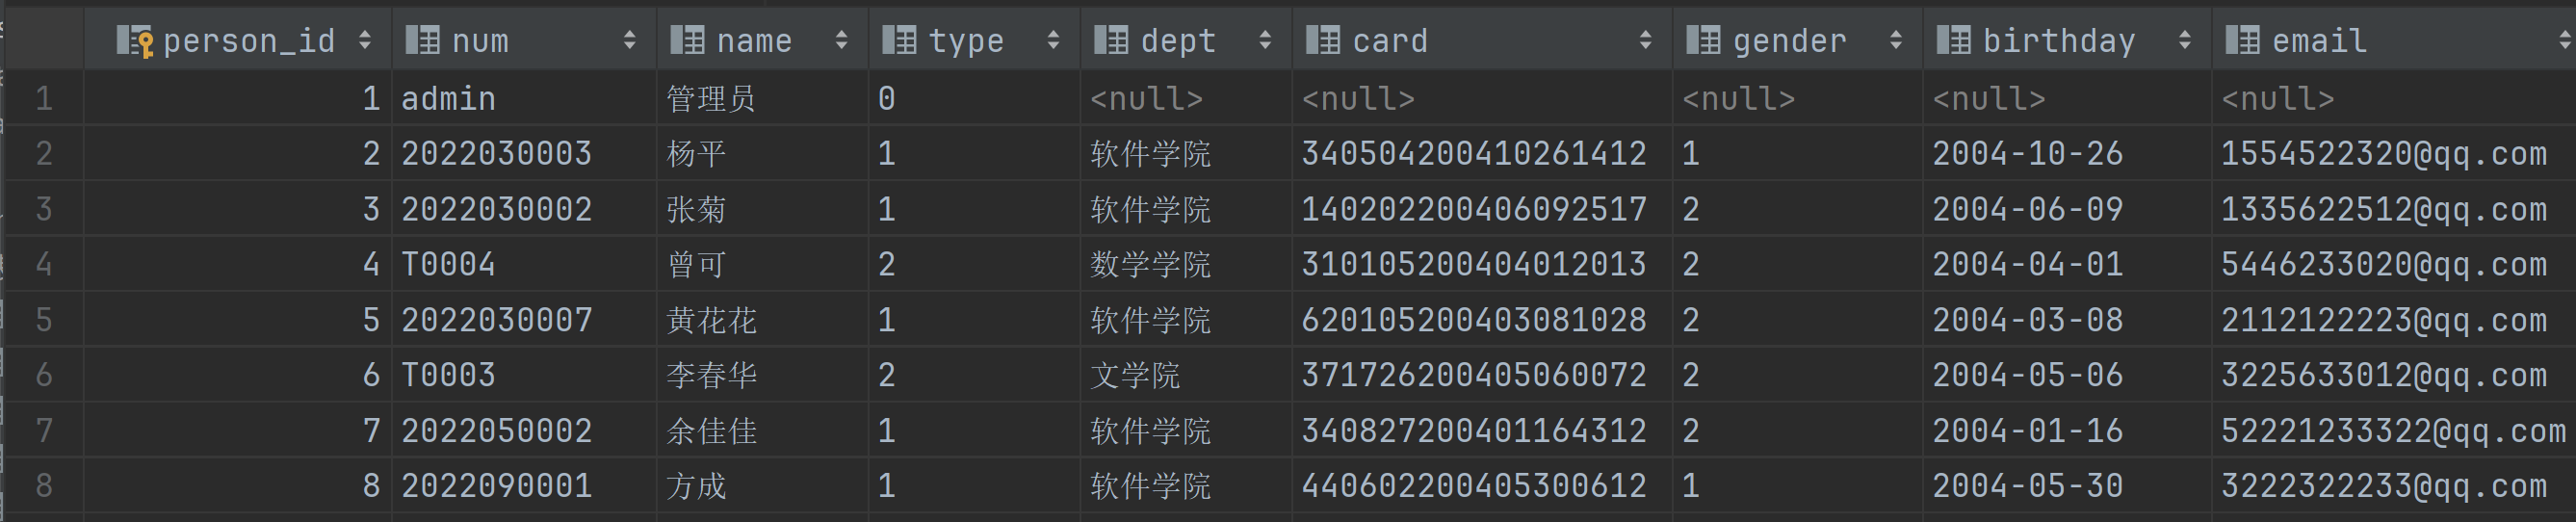 person_id num name type dept card gender birthday email
1 1 admin 管理员 0 <null> <null> <null> <null> <null>
2 2 2022030003 杨平 1 软件学院 340504200410261412 1 2004-10-26 1554522320@qq.com
3 3 2022030002 张菊 1 软件学院 140202200406092517 2 2004-06-09 1335622512@qq.com
4 4 T0004 曾可 2 数学学院 310105200404012013 2 2004-04-01 5446233020@qq.com
5 5 2022030007 黄花花 1 软件学院 620105200403081028 2 2004-03-08 2112122223@qq.com
6 6 T0003 李春华 2 文学院 371726200405060072 2 2004-05-06 3225633012@qq.com
7 7 2022050002 余佳佳 1 软件学院 340827200401164312 2 2004-01-16 52221233322@qq.com
8 8 2022090001 方成 1 软件学院 440602200405300612 1 2004-05-30 3222322233@qq.com